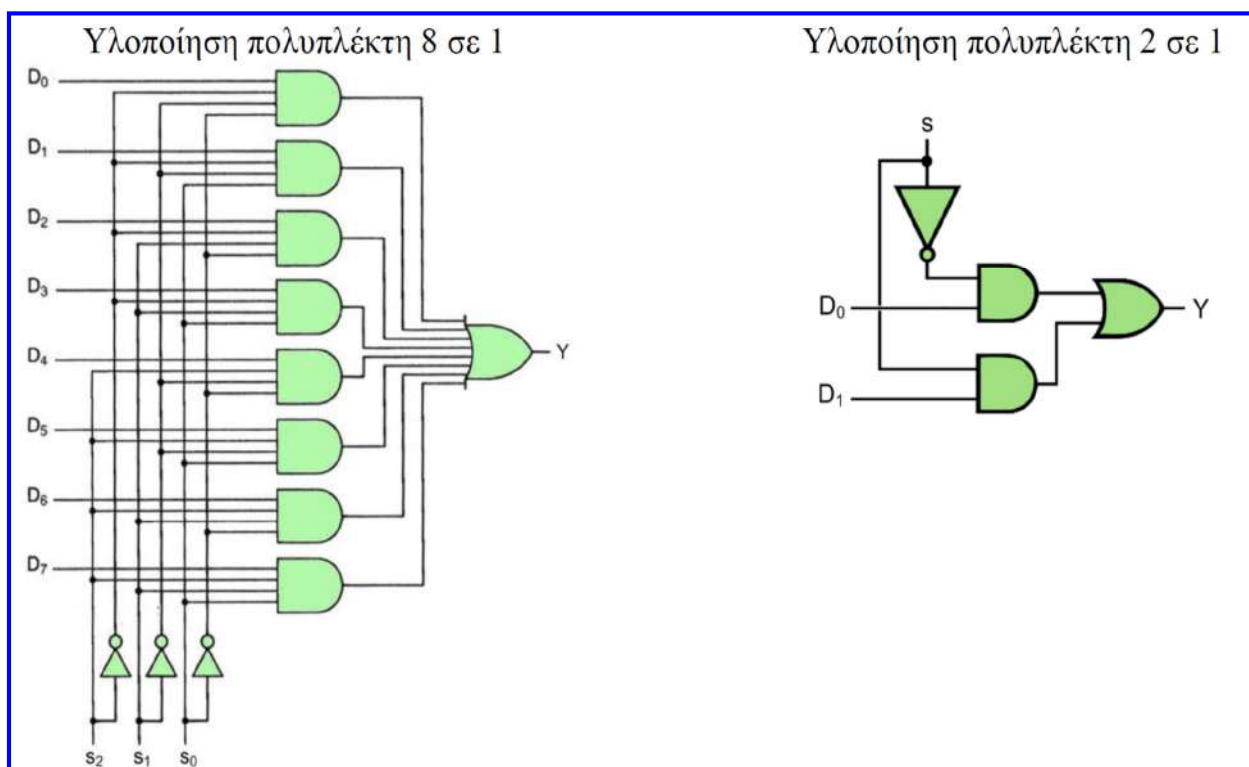 Υλοποίηση πολυπλέκτη 8 σε 1
D₀
D₁
D₂
D₃
D₄
D₅
D₆
D₇
Y
s₂ s₁ s₀
Υλοποίηση πολυπλέκτη 2 σε 1
S
D₀
D₁
Y